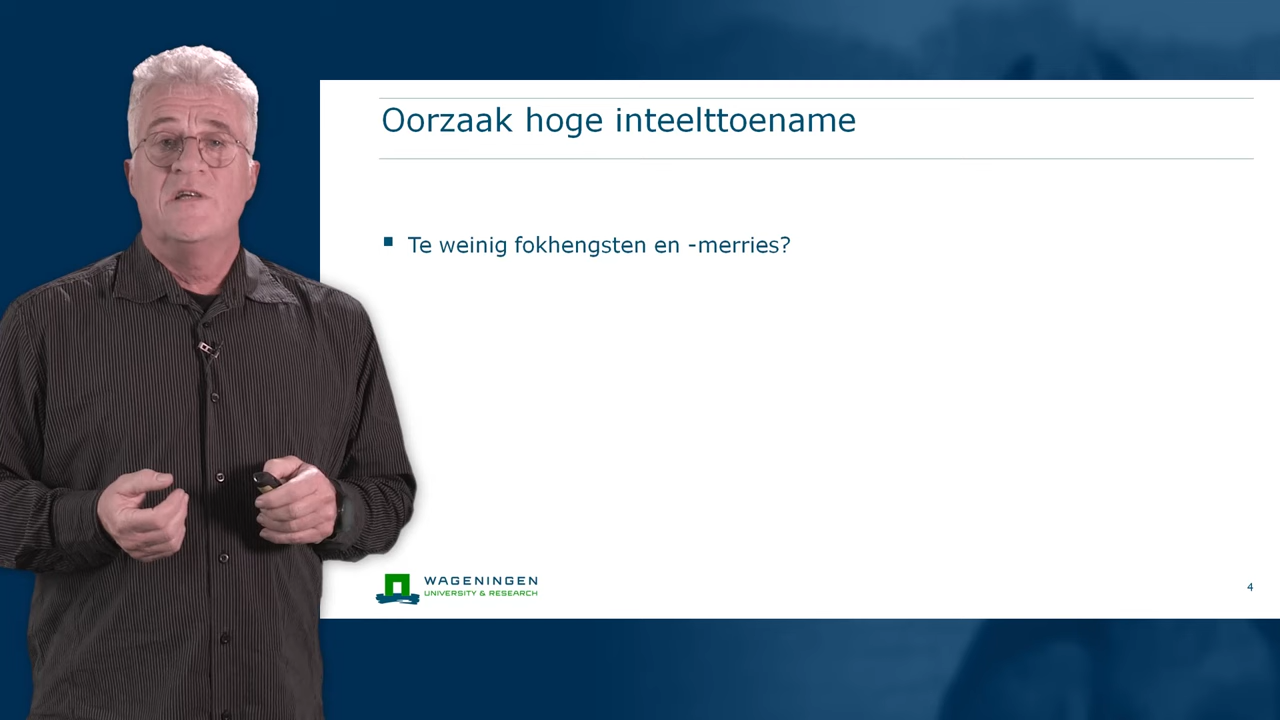 Oorzaak hoge inteelttoename
▪ Te weinig fokhengsten en -merries?
WAGENINGEN
UNIVERSITY & RESEARCH
4